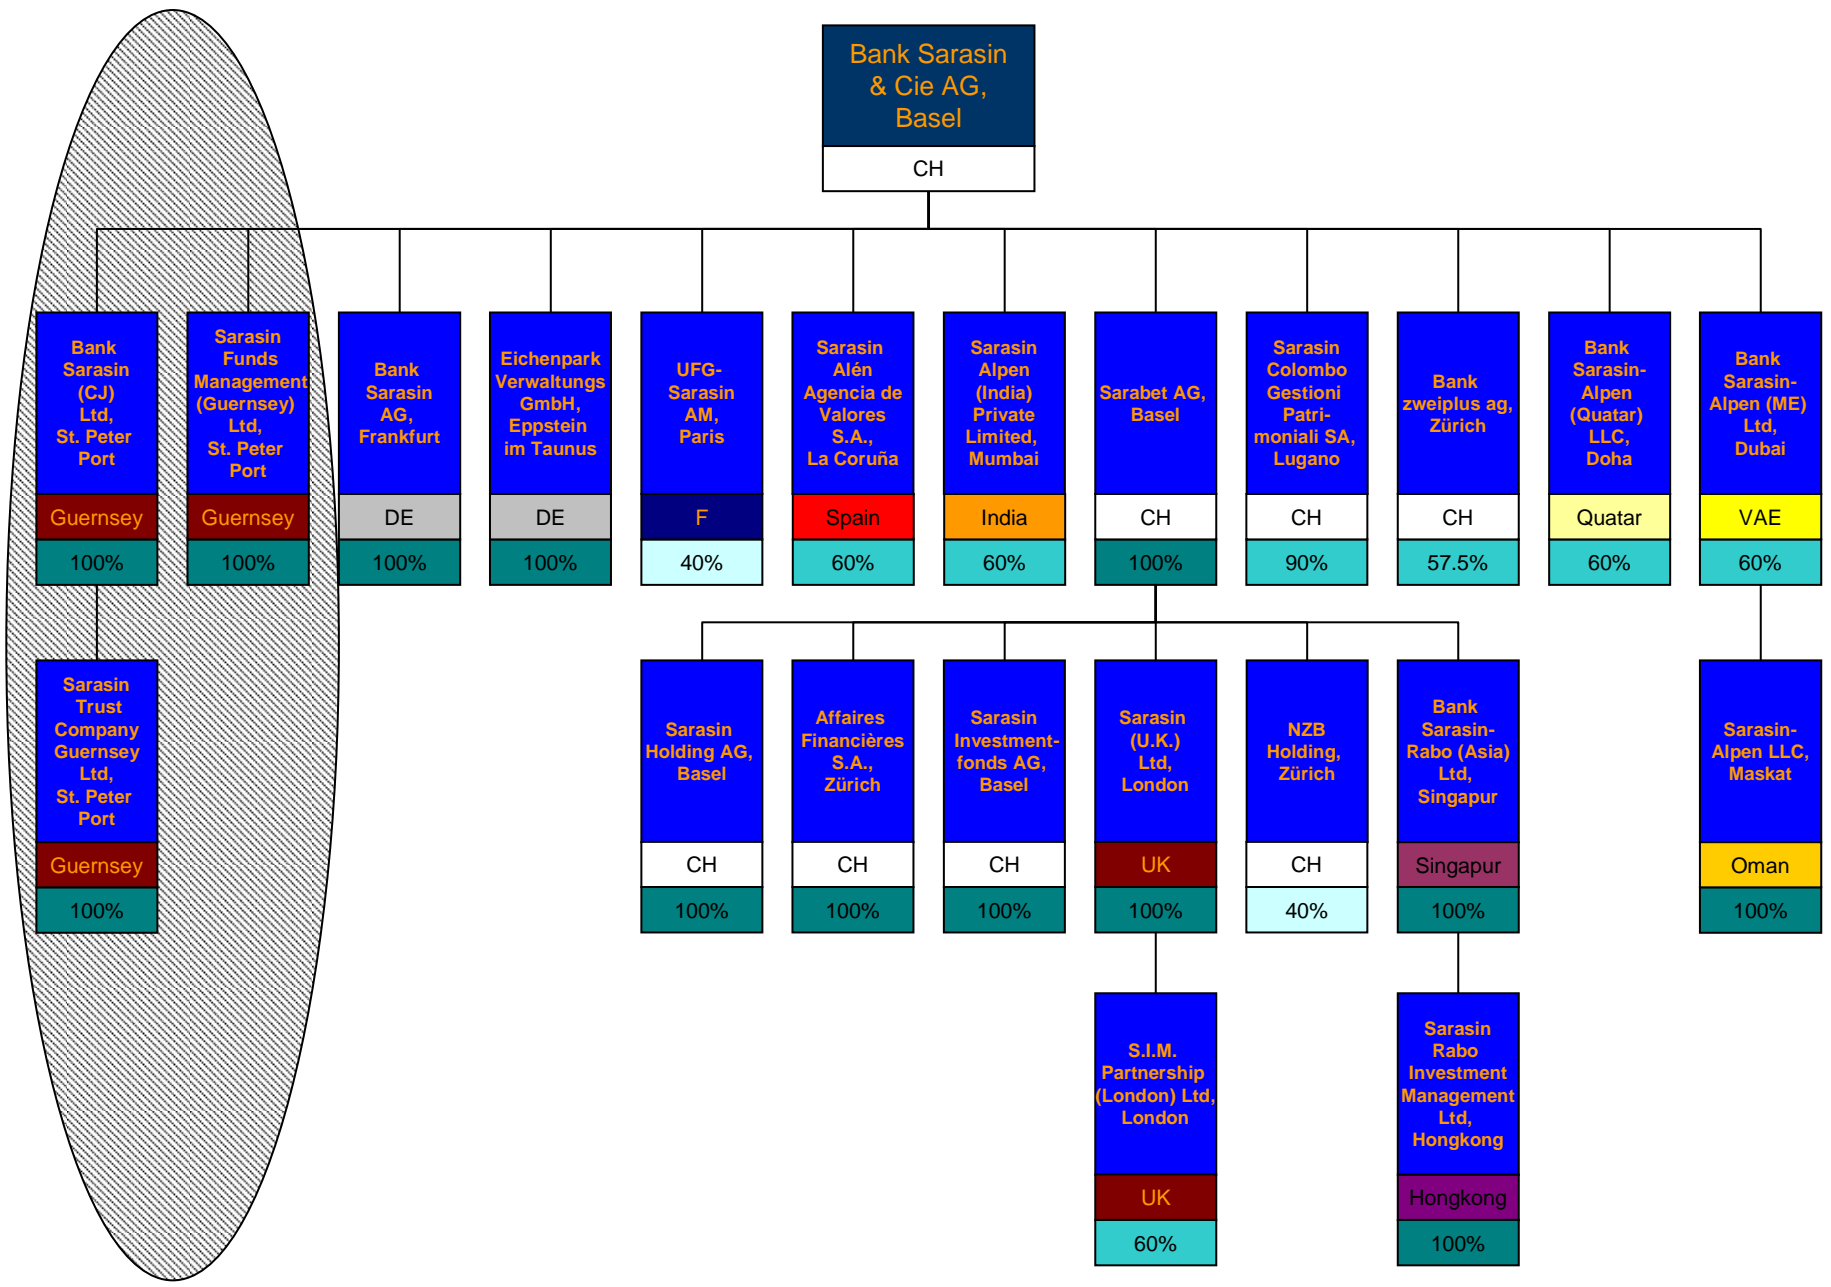 Bank Sarasin
& Cie AG,
Basel
CH
Bank
Sarasin
(CJ)
Ltd,
St. Peter
Port
Guernsey
100%
Sarasin
Funds
Management
(Guernsey)
Ltd,
St. Peter
Port
Guernsey
100%
Bank
Sarasin
AG,
Frankfurt
DE
100%
Eichenpark
Verwaltungs
GmbH,
Eppstein
im Taunus
DE
100%
UFG-
Sarasin
AM,
Paris
F
40%
Sarasin
Alén
Agencia de
Valores
S.A.,
La Coruña
Spain
60%
Sarasin
Alpen
(India)
Private
Limited,
Mumbai
India
60%
Sarabet AG,
Basel
CH
100%
Sarasin
Colombo
Gestioni
Patri-
moniali SA,
Lugano
CH
90%
Bank
zweiplus ag,
Zürich
CH
57.5%
Bank
Sarasin-
Alpen
(Quatar)
LLC,
Doha
Quatar
60%
Bank
Sarasin-
Alpen (ME)
Ltd,
Dubai
VAE
60%
Sarasin
Trust
Company
Guernsey
Ltd,
St. Peter
Port
Guernsey
100%
Sarasin
Holding AG,
Basel
CH
100%
Affaires
Financières
S.A.,
Zürich
CH
100%
Sarasin
Investment-
fonds AG,
Basel
CH
100%
Sarasin
(U.K.)
Ltd,
London
UK
100%
NZB
Holding,
Zürich
CH
40%
Bank
Sarasin-
Rabo (Asia)
Ltd,
Singapur
Singapur
100%
Sarasin-
Alpen LLC,
Maskat
Oman
100%
S.I.M.
Partnership
(London) Ltd,
London
UK
60%
Sarasin
Rabo
Investment
Management
Ltd,
Hongkong
Hongkong
100%